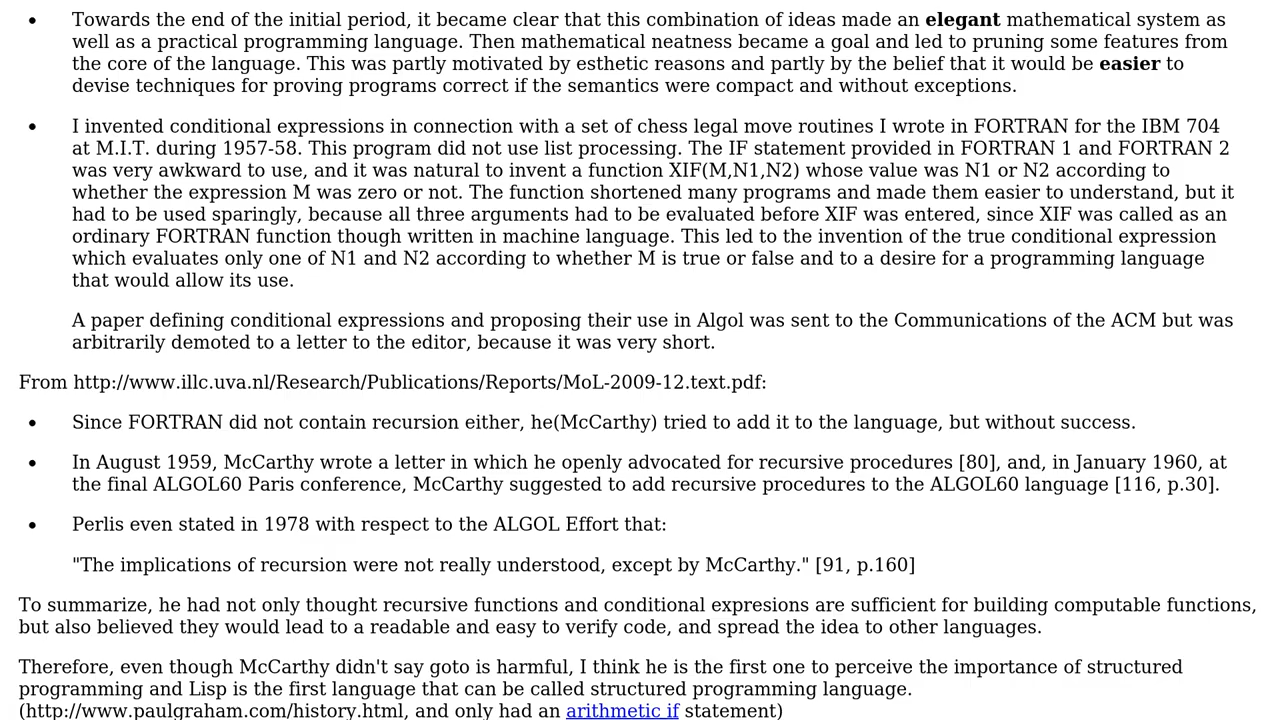 • Towards the end of the initial period, it became clear that this combination of ideas made an elegant mathematical system as
well as a practical programming language. Then mathematical neatness became a goal and led to pruning some features from
the core of the language. This was partly motivated by esthetic reasons and partly by the belief that it would be easier to
devise techniques for proving programs correct if the semantics were compact and without exceptions.
• I invented conditional expressions in connection with a set of chess legal move routines I wrote in FORTRAN for the IBM 704
at M.I.T. during 1957-58. This program did not use list processing. The IF statement provided in FORTRAN 1 and FORTRAN 2
was very awkward to use, and it was natural to invent a function XIF(M,N1,N2) whose value was N1 or N2 according to
whether the expression M was zero or not. The function shortened many programs and made them easier to understand, but it
had to be used sparingly, because all three arguments had to be evaluated before XIF was entered, since XIF was called as an
ordinary FORTRAN function though written in machine language. This led to the invention of the true conditional expression
which evaluates only one of N1 and N2 according to whether M is true or false and to a desire for a programming language
that would allow its use.
A paper defining conditional expressions and proposing their use in Algol was sent to the Communications of the ACM but was
arbitrarily demoted to a letter to the editor, because it was very short.
From http://www.illc.uva.nl/Research/Publications/Reports/MoL-2009-12.text.pdf:
• Since FORTRAN did not contain recursion either, he(McCarthy) tried to add it to the language, but without success.
• In August 1959, McCarthy wrote a letter in which he openly advocated for recursive procedures [80], and, in January 1960, at
the final ALGOL60 Paris conference, McCarthy suggested to add recursive procedures to the ALGOL60 language [116, p.30].
• Perlis even stated in 1978 with respect to the ALGOL Effort that:
"The implications of recursion were not really understood, except by McCarthy." [91, p.160]
To summarize, he had not only thought recursive functions and conditional expresions are sufficient for building computable functions,
but also believed they would lead to a readable and easy to verify code, and spread the idea to other languages.
Therefore, even though McCarthy didn't say goto is harmful, I think he is the first one to perceive the importance of structured
programming and Lisp is the first language that can be called structured programming language.
(http://www.paulgraham.com/history.html, and only had an arithmetic if statement)